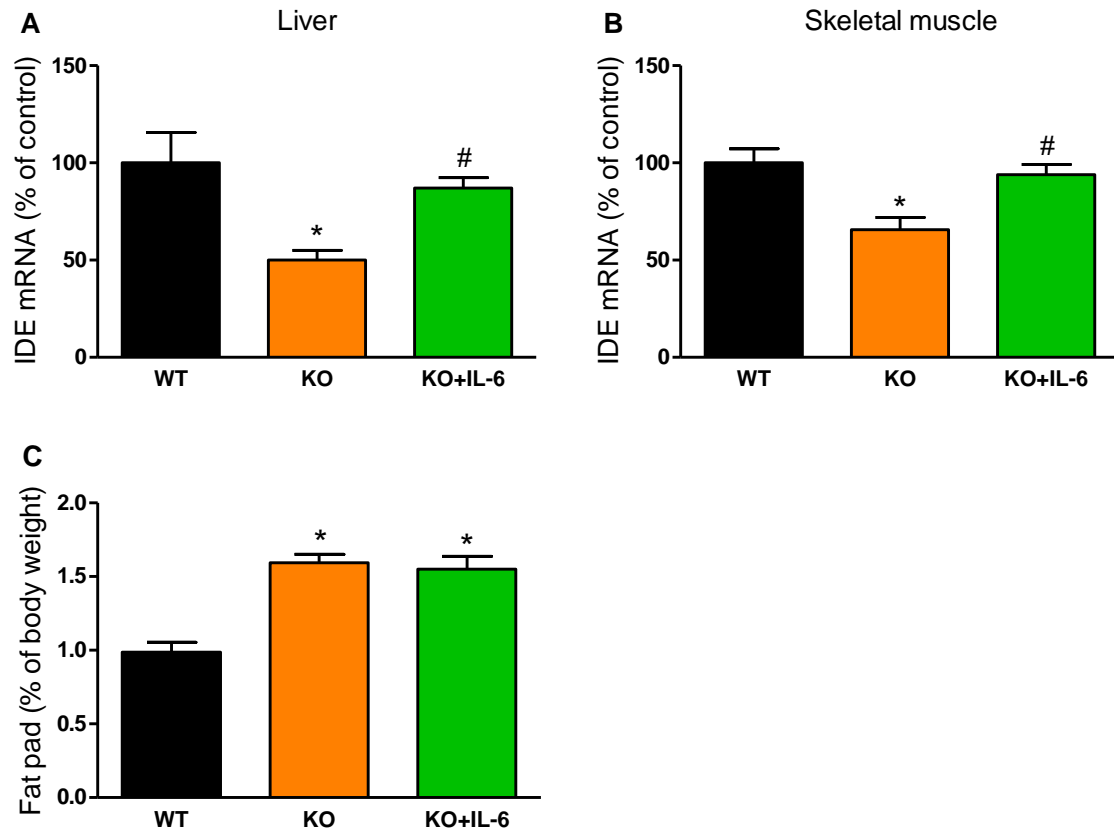 A
Liver
IDE mRNA (% of control)
150
100
50
0
*
#
WT
KO
KO+IL-6
B
Skeletal muscle
IDE mRNA (% of control)
150
100
50
0
*
#
WT
KO
KO+IL-6
C
Fat pad (% of body weight)
2.0
1.5
1.0
0.5
0.0
*
*
WT
KO
KO+IL-6